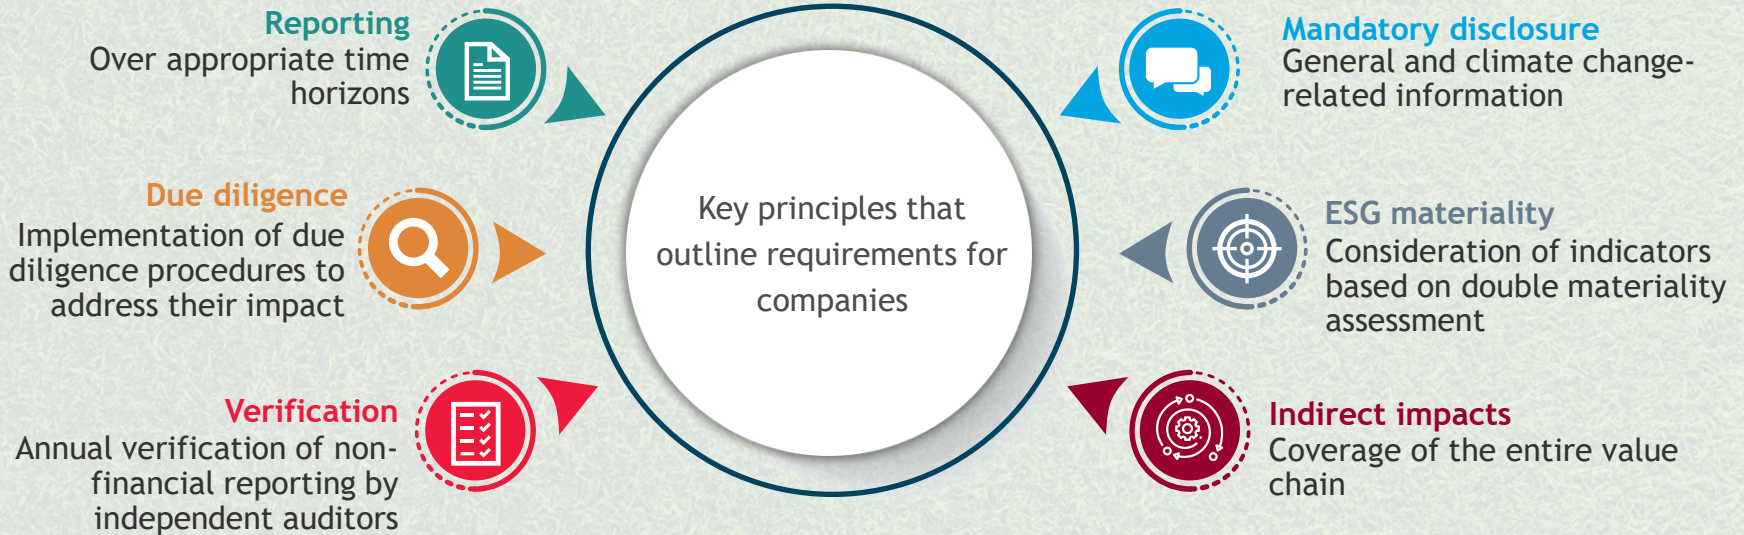 Reporting
Over appropriate time
horizons
Due diligence
Implementation of due
diligence procedures to
address their impact
Verification
Annual verification of non-
financial reporting by
independent auditors
Key principles that
outline requirements for
companies
Mandatory disclosure
General and climate change-
related information
ESG materiality
Consideration of indicators
based on double materiality
assessment
Indirect impacts
Coverage of the entire value
chain